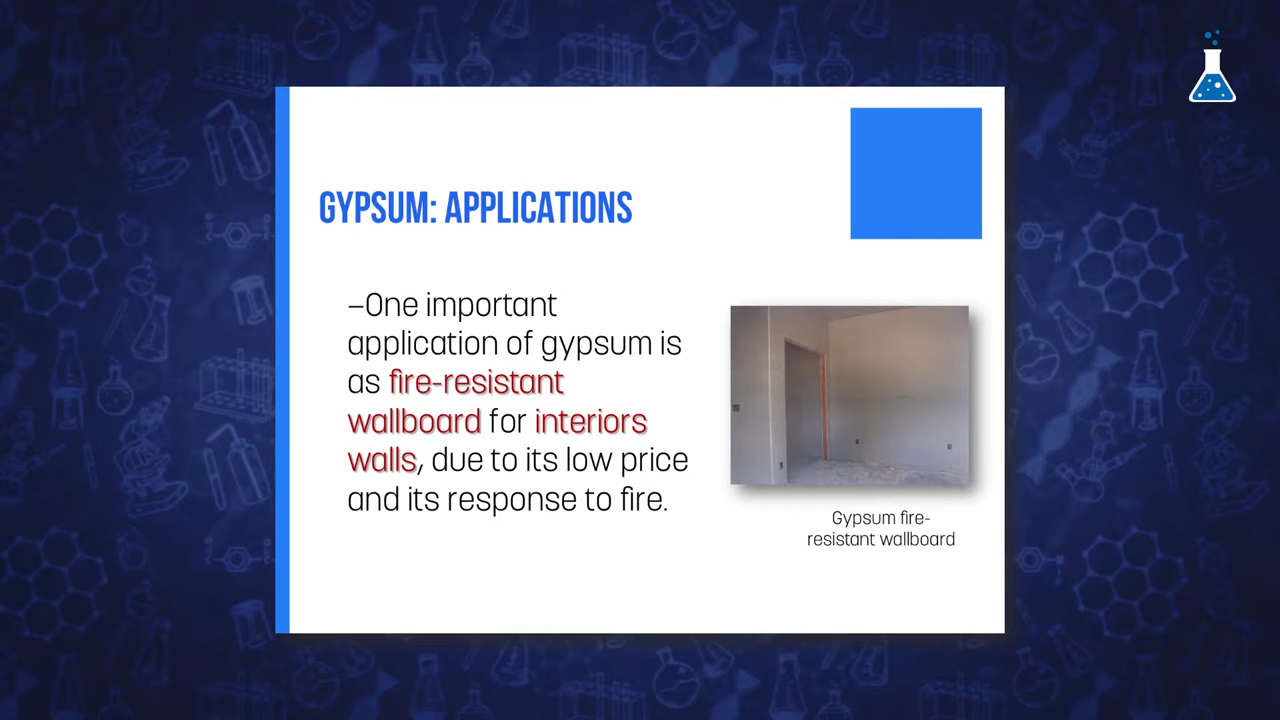 GYPSUM: APPLICATIONS
–One important
application of gypsum is
as fire-resistant
wallboard for interiors
walls, due to its low price
and its response to fire.
Gypsum fire-
resistant wallboard